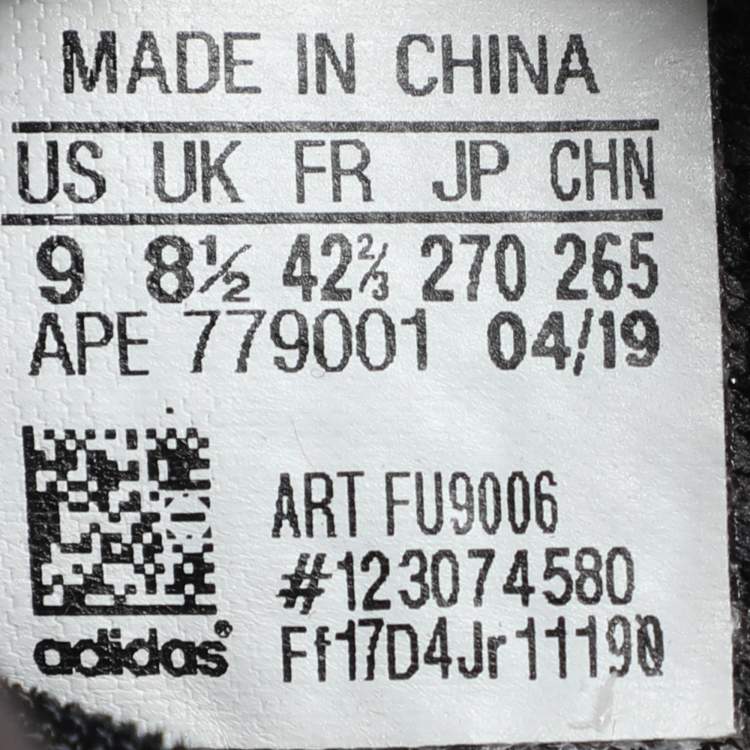 MADE IN CHINA
US UK FR JP CHN
9 8½ 42⅔ 270 265
APE 779001 04/19
ART FU9006
#123074580
adidas®
Ff17D4Jr11190